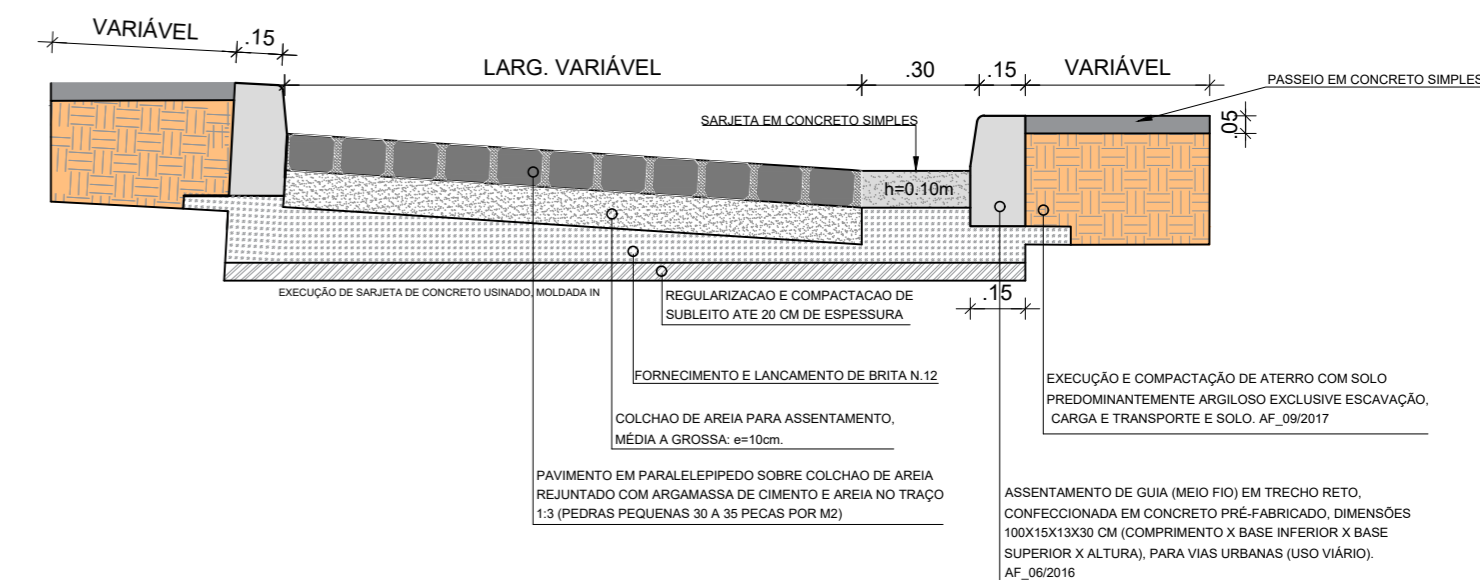 VARIÁVEL
.15
LARG. VARIÁVEL
.30
.15
VARIÁVEL
PASSEIO EM CONCRETO SIMPLES
.05
SARJETA EM CONCRETO SIMPLES
h=0.10m
EXECUÇÃO DE SARJETA DE CONCRETO USINADO, MOLDADA IN
.15
REGULARIZACAO E COMPACTACAO DE
SUBLEITO ATE 20 CM DE ESPESSURA
FORNECIMENTO E LANCAMENTO DE BRITA N.12
COLCHAO DE AREIA PARA ASSENTAMENTO,
MÉDIA A GROSSA: e=10cm.
PAVIMENTO EM PARALELEPIPEDO SOBRE COLCHAO DE AREIA
REJUNTADO COM ARGAMASSA DE CIMENTO E AREIA NO TRAÇO
1:3 (PEDRAS PEQUENAS 30 A 35 PECAS POR M2)
EXECUÇÃO E COMPACTAÇÃO DE ATERRO COM SOLO
PREDOMINANTEMENTE ARGILOSO EXCLUSIVE ESCAVAÇÃO,
CARGA E TRANSPORTE E SOLO. AF_09/2017
ASSENTAMENTO DE GUIA (MEIO FIO) EM TRECHO RETO,
CONFECCIONADA EM CONCRETO PRÉ-FABRICADO, DIMENSÕES
100X15X13X30 CM (COMPRIMENTO X BASE INFERIOR X BASE
SUPERIOR X ALTURA), PARA VIAS URBANAS (USO VIÁRIO).
AF_06/2016